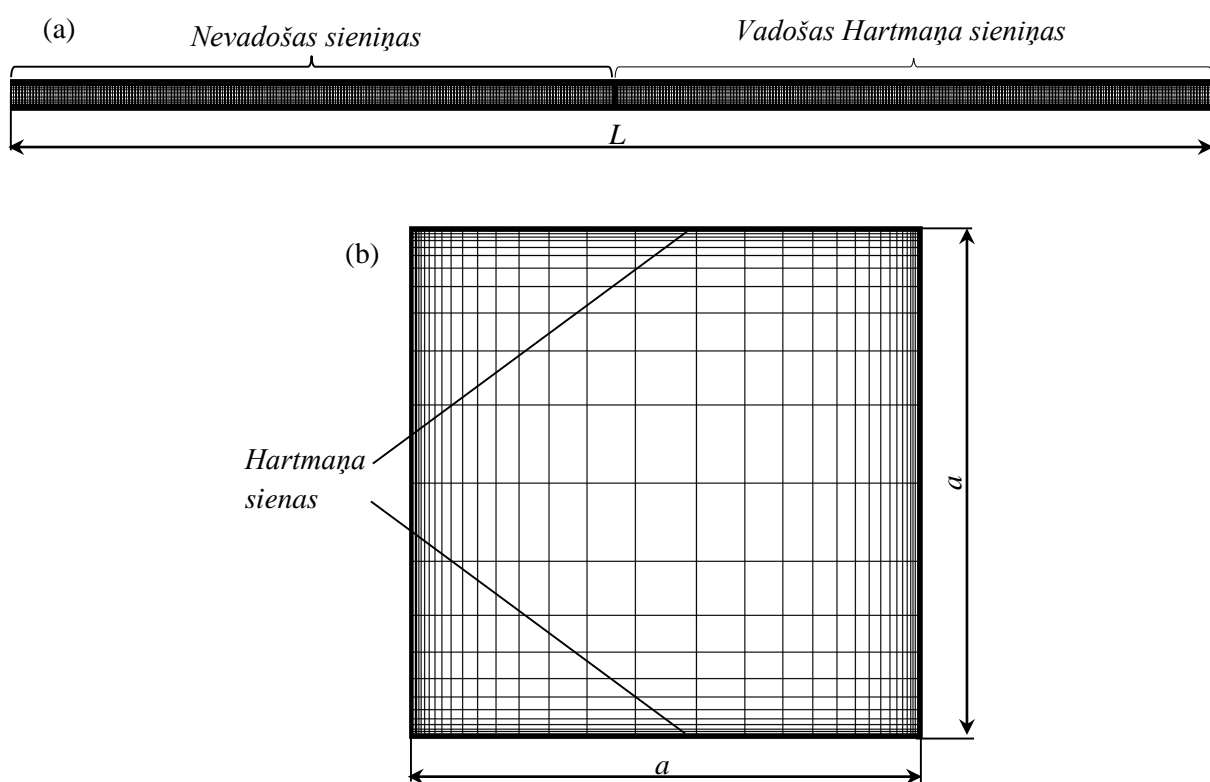 (a)
Nevadošas sieniņas
Vadošas Hartmaņa sieniņas
L
(b)
Hartmaņa
sienas
a
a